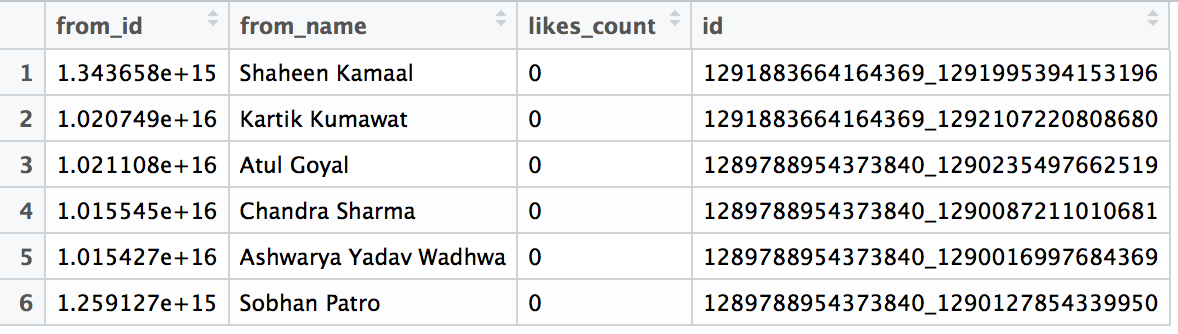 from_id from_name likes_count id
1 1.343658e+15 Shaheen Kamaal 0 1291883664164369_1291995394153196
2 1.020749e+16 Kartik Kumawat 0 1291883664164369_1292107220808680
3 1.021108e+16 Atul Goyal 0 1289788954373840_1290235497662519
4 1.015545e+16 Chandra Sharma 0 1289788954373840_1290087211010681
5 1.015427e+16 Ashwarya Yadav Wadhwa 0 1289788954373840_1290016997684369
6 1.259127e+15 Sobhan Patro 0 1289788954373840_1290127854339950